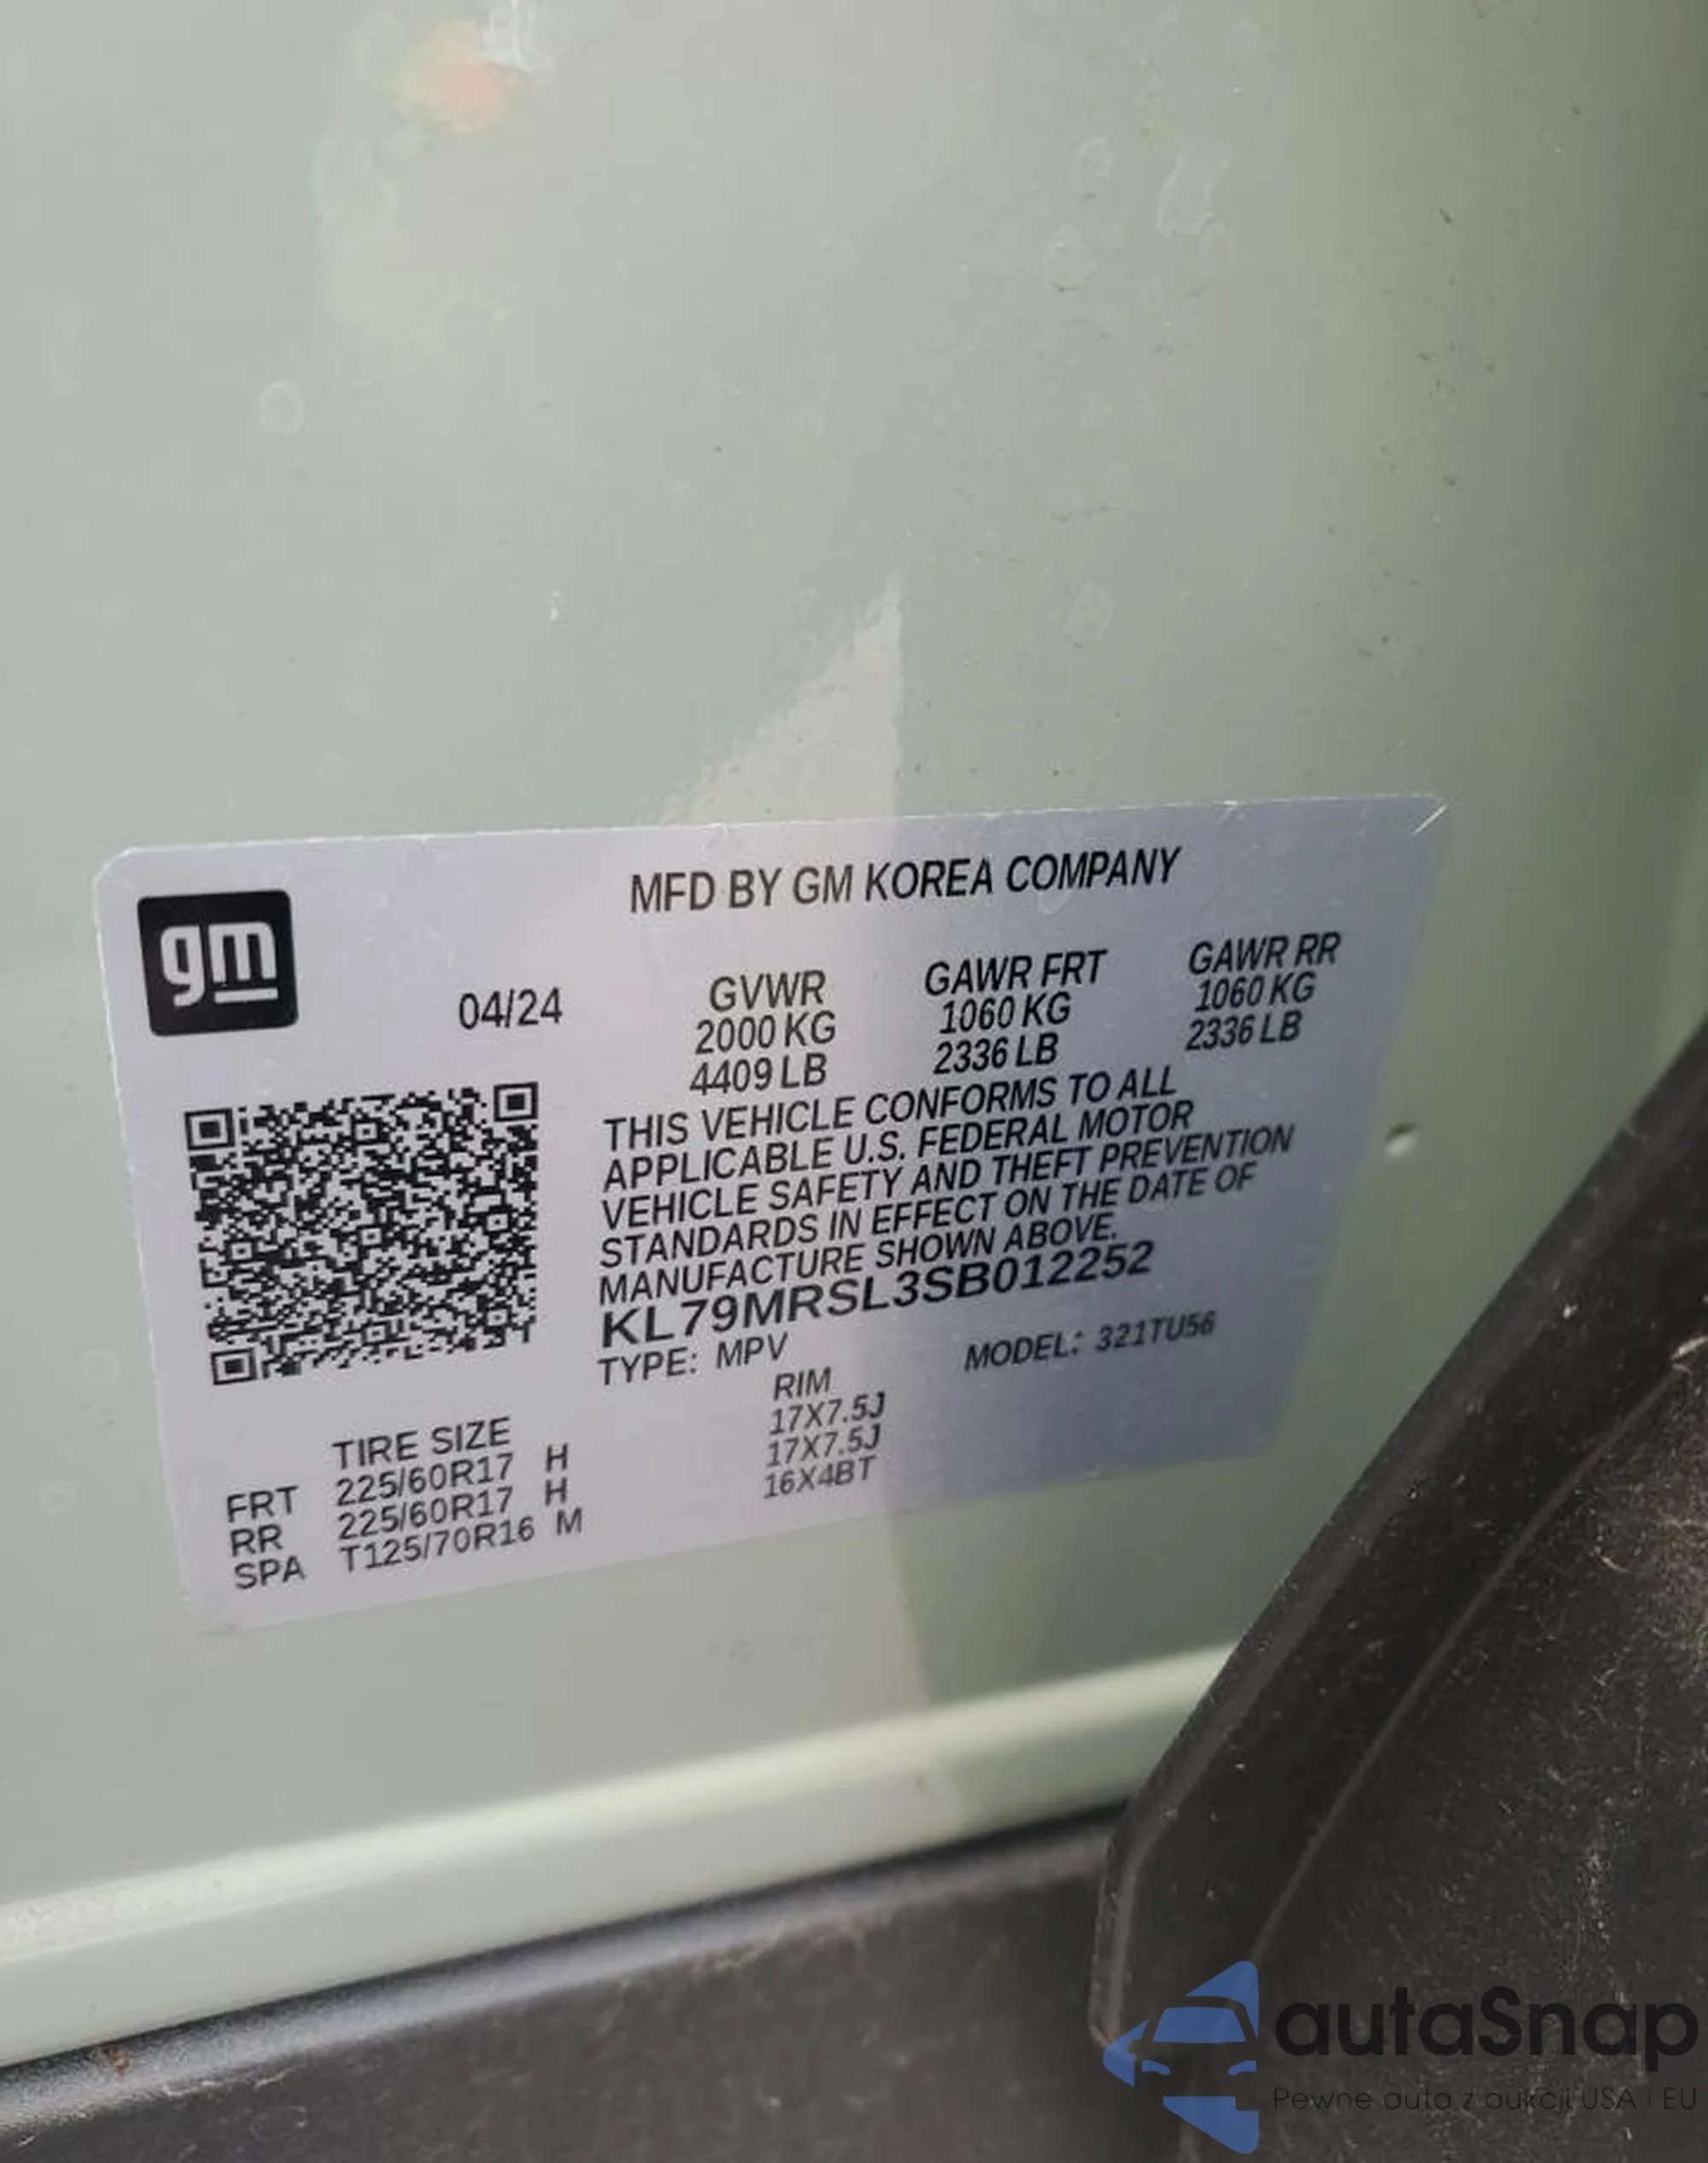 gm
MFD BY GM KOREA COMPANY
04/24
GVWR GAWR FRT GAWR RR
2000 KG 1060 KG 1060 KG
4409 LB 2336 LB 2336 LB
THIS VEHICLE CONFORMS TO ALL
APPLICABLE U.S. FEDERAL MOTOR
VEHICLE SAFETY AND THEFT PREVENTION
STANDARDS IN EFFECT ON THE DATE OF
MANUFACTURE SHOWN ABOVE.
KL79MRSL3SB012252
TYPE: MPV MODEL: 321TU56
TIRE SIZE RIM
FRT 225/60R17 H 17X7.5J
RR 225/60R17 H 17X7.5J
SPA T125/70R16 M 16X4BT
autaSnap
Pewne auta z aukcji USA i EU